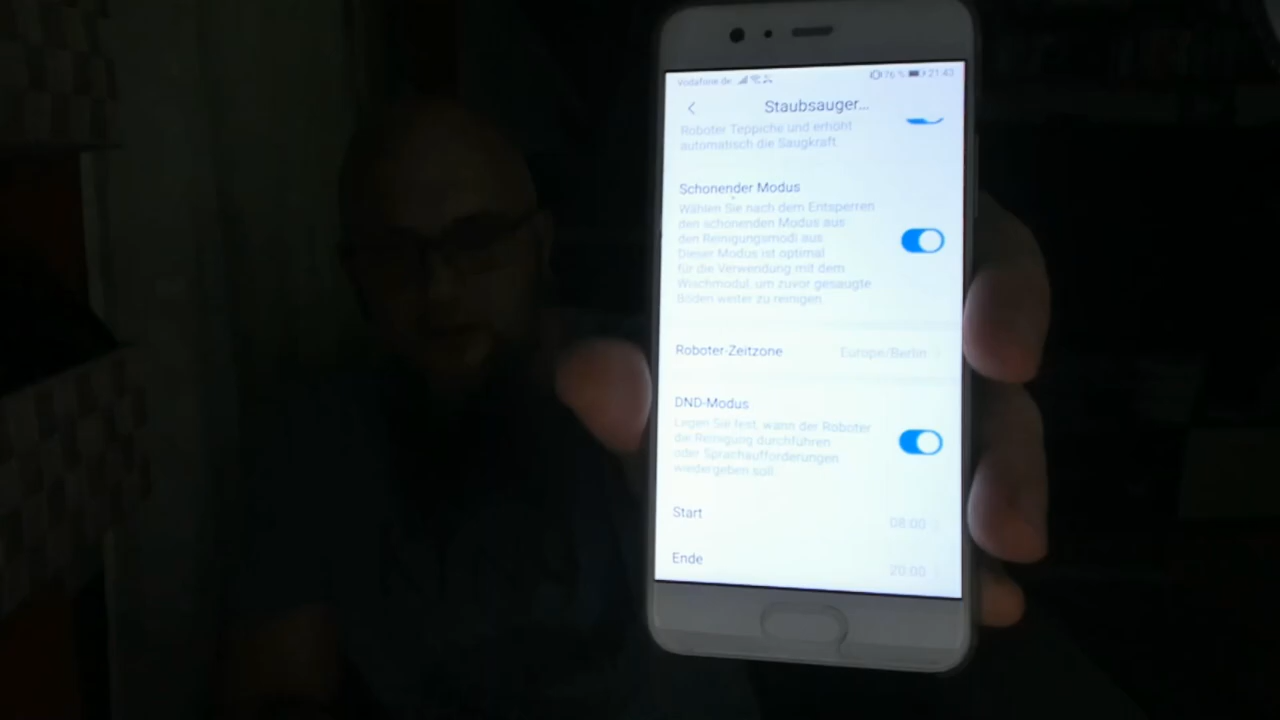 Vodafone.de 76 % 21:43
Staubsauger...
Roboter Teppiche und erhöht
automatisch die Saugkraft.
Schonender Modus
Wählen Sie nach dem Entsperren
den schonenden Modus aus
den Reinigungsmodi aus
Dieser Modus ist optimal
für die Verwendung mit dem
Wischmodul, um zuvor gesaugte
Böden weiter zu reinigen.
Roboter-Zeitzone Europe/Berlin
DND-Modus
Legen Sie fest, wann der Roboter
die Reinigung durchführen
oder Sprachaufforderungen
wiedergeben soll.
Start 08:00
Ende 20:00